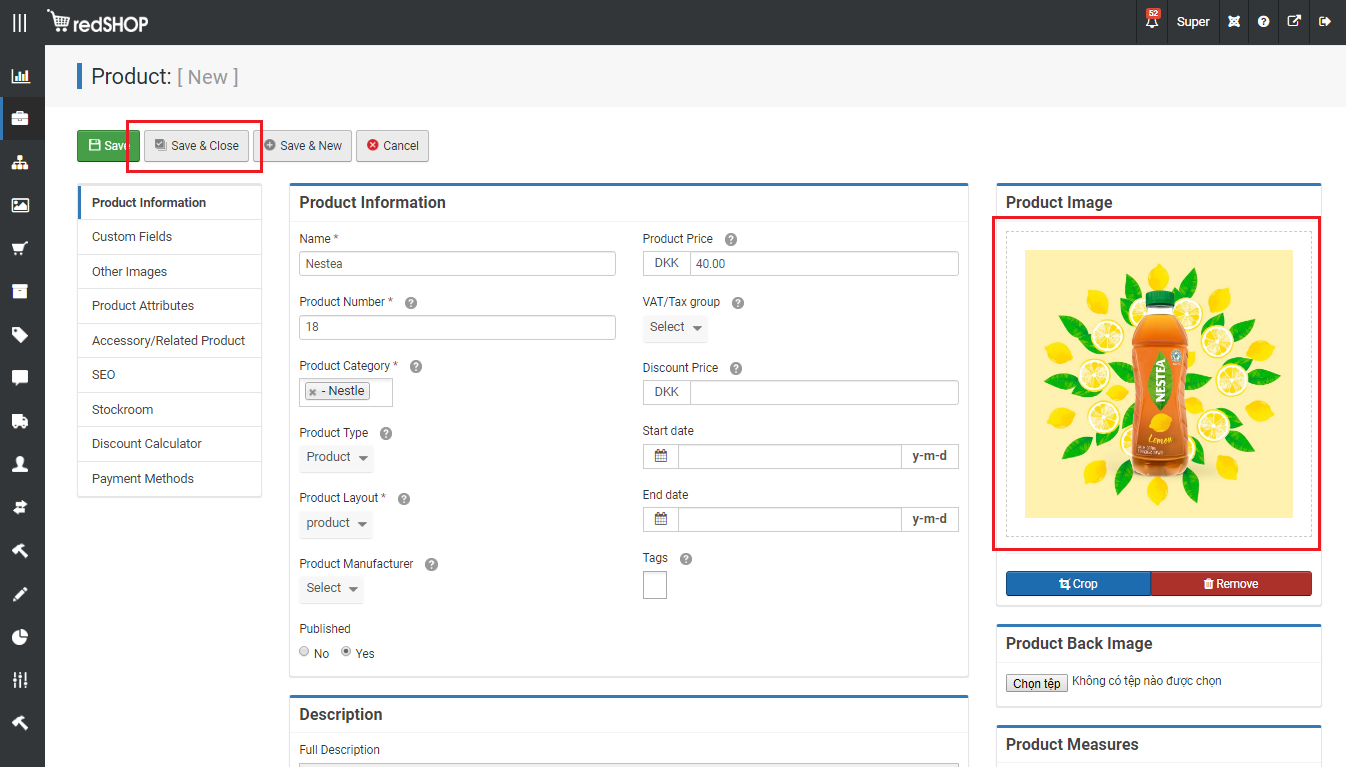 redSHOP
52
Super
Product: [ New ]
Save
Save & Close
Save & New
Cancel
Product Information
Custom Fields
Other Images
Product Attributes
Accessory/Related Product
SEO
Stockroom
Discount Calculator
Payment Methods
Product Information
Name *
Nestea
Product Number *
18
Product Category *
- Nestle
Product Type
Product
Product Layout *
product
Product Manufacturer
Select
Published
No
Yes
Product Price
DKK 40.00
VAT/Tax group
Select
Discount Price
DKK
Start date
y-m-d
End date
y-m-d
Tags
Description
Full Description
Product Image
NESTEA
Lemon
Crop
Remove
Product Back Image
Chọn tệp Không có tệp nào được chọn
Product Measures